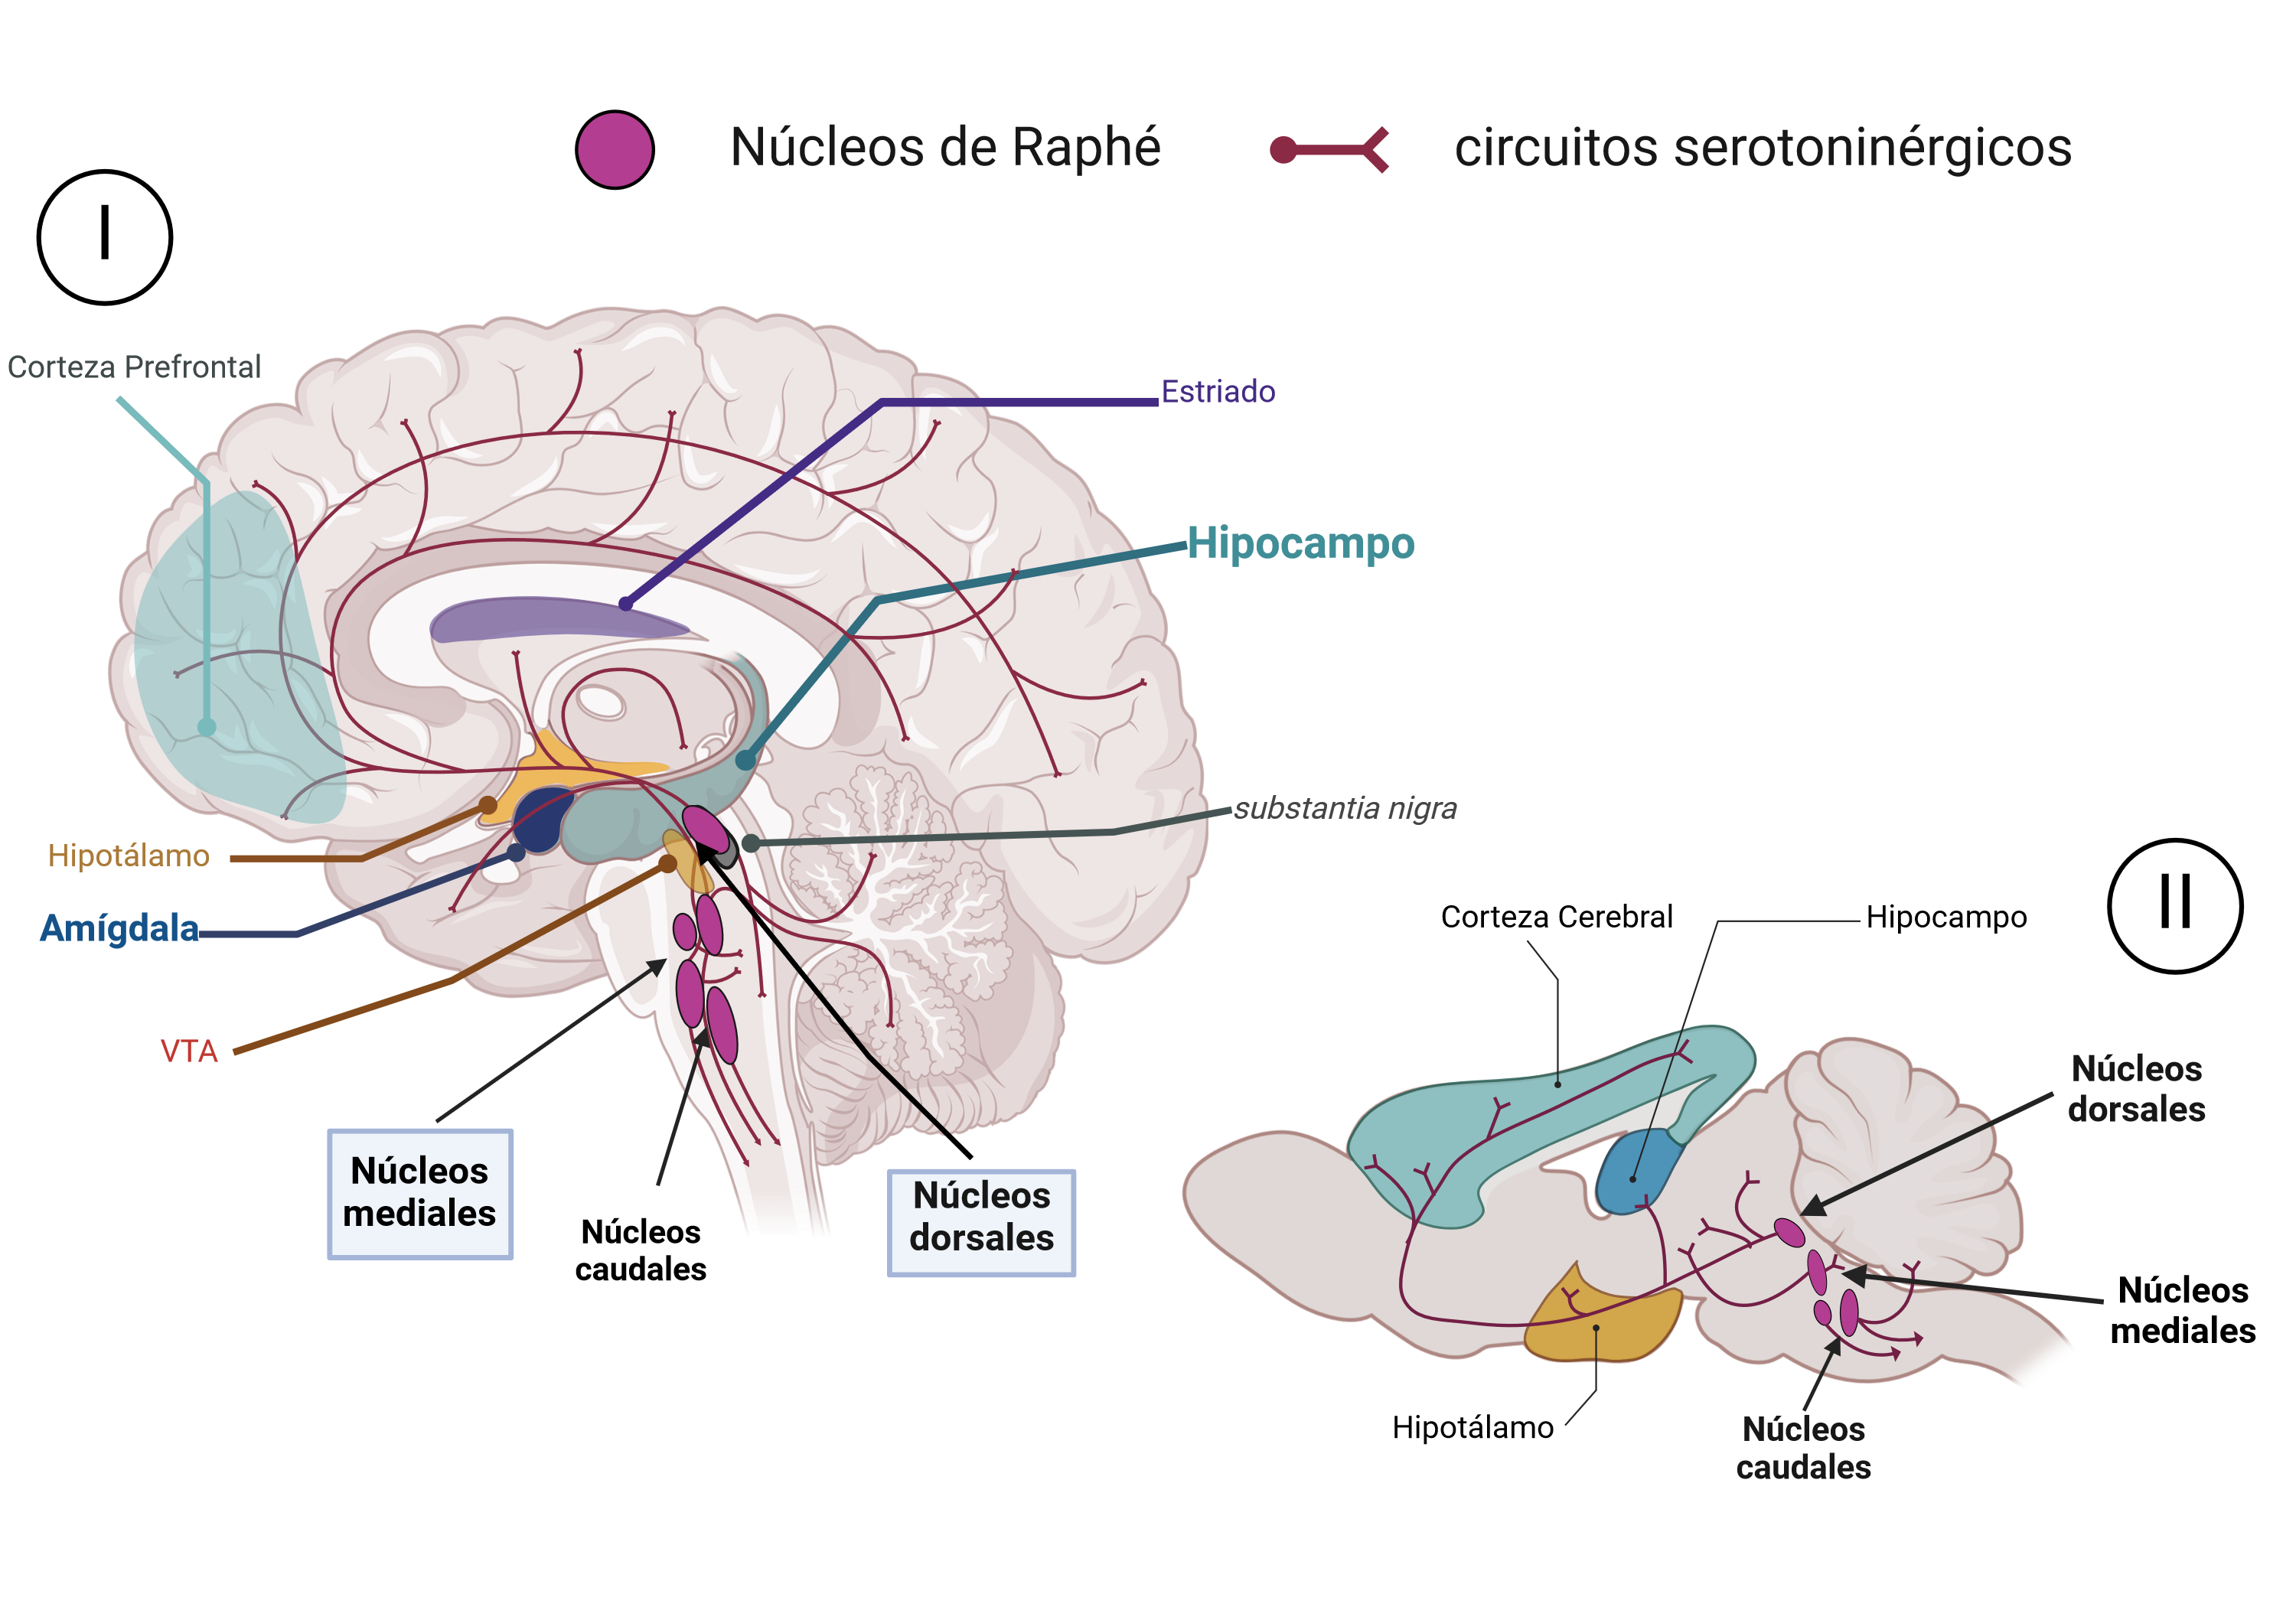 Núcleos de Raphé
circuitos serotoninérgicos
I
Corteza Prefrontal
Estriado
Hipocampo
substantia nigra
Hipotálamo
Amígdala
VTA
Núcleos
mediales
Núcleos
caudales
Núcleos
dorsales
II
Corteza Cerebral
Hipocampo
Núcleos
dorsales
Núcleos
mediales
Hipotálamo
Núcleos
caudales